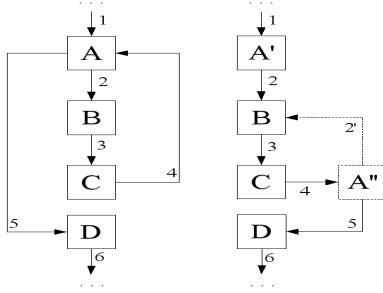 . . . . . .
1 1
A A'
2 2
B B 2'
3 3
C 4 C 4 A"
5 D D 5
6 6
. . . . . .